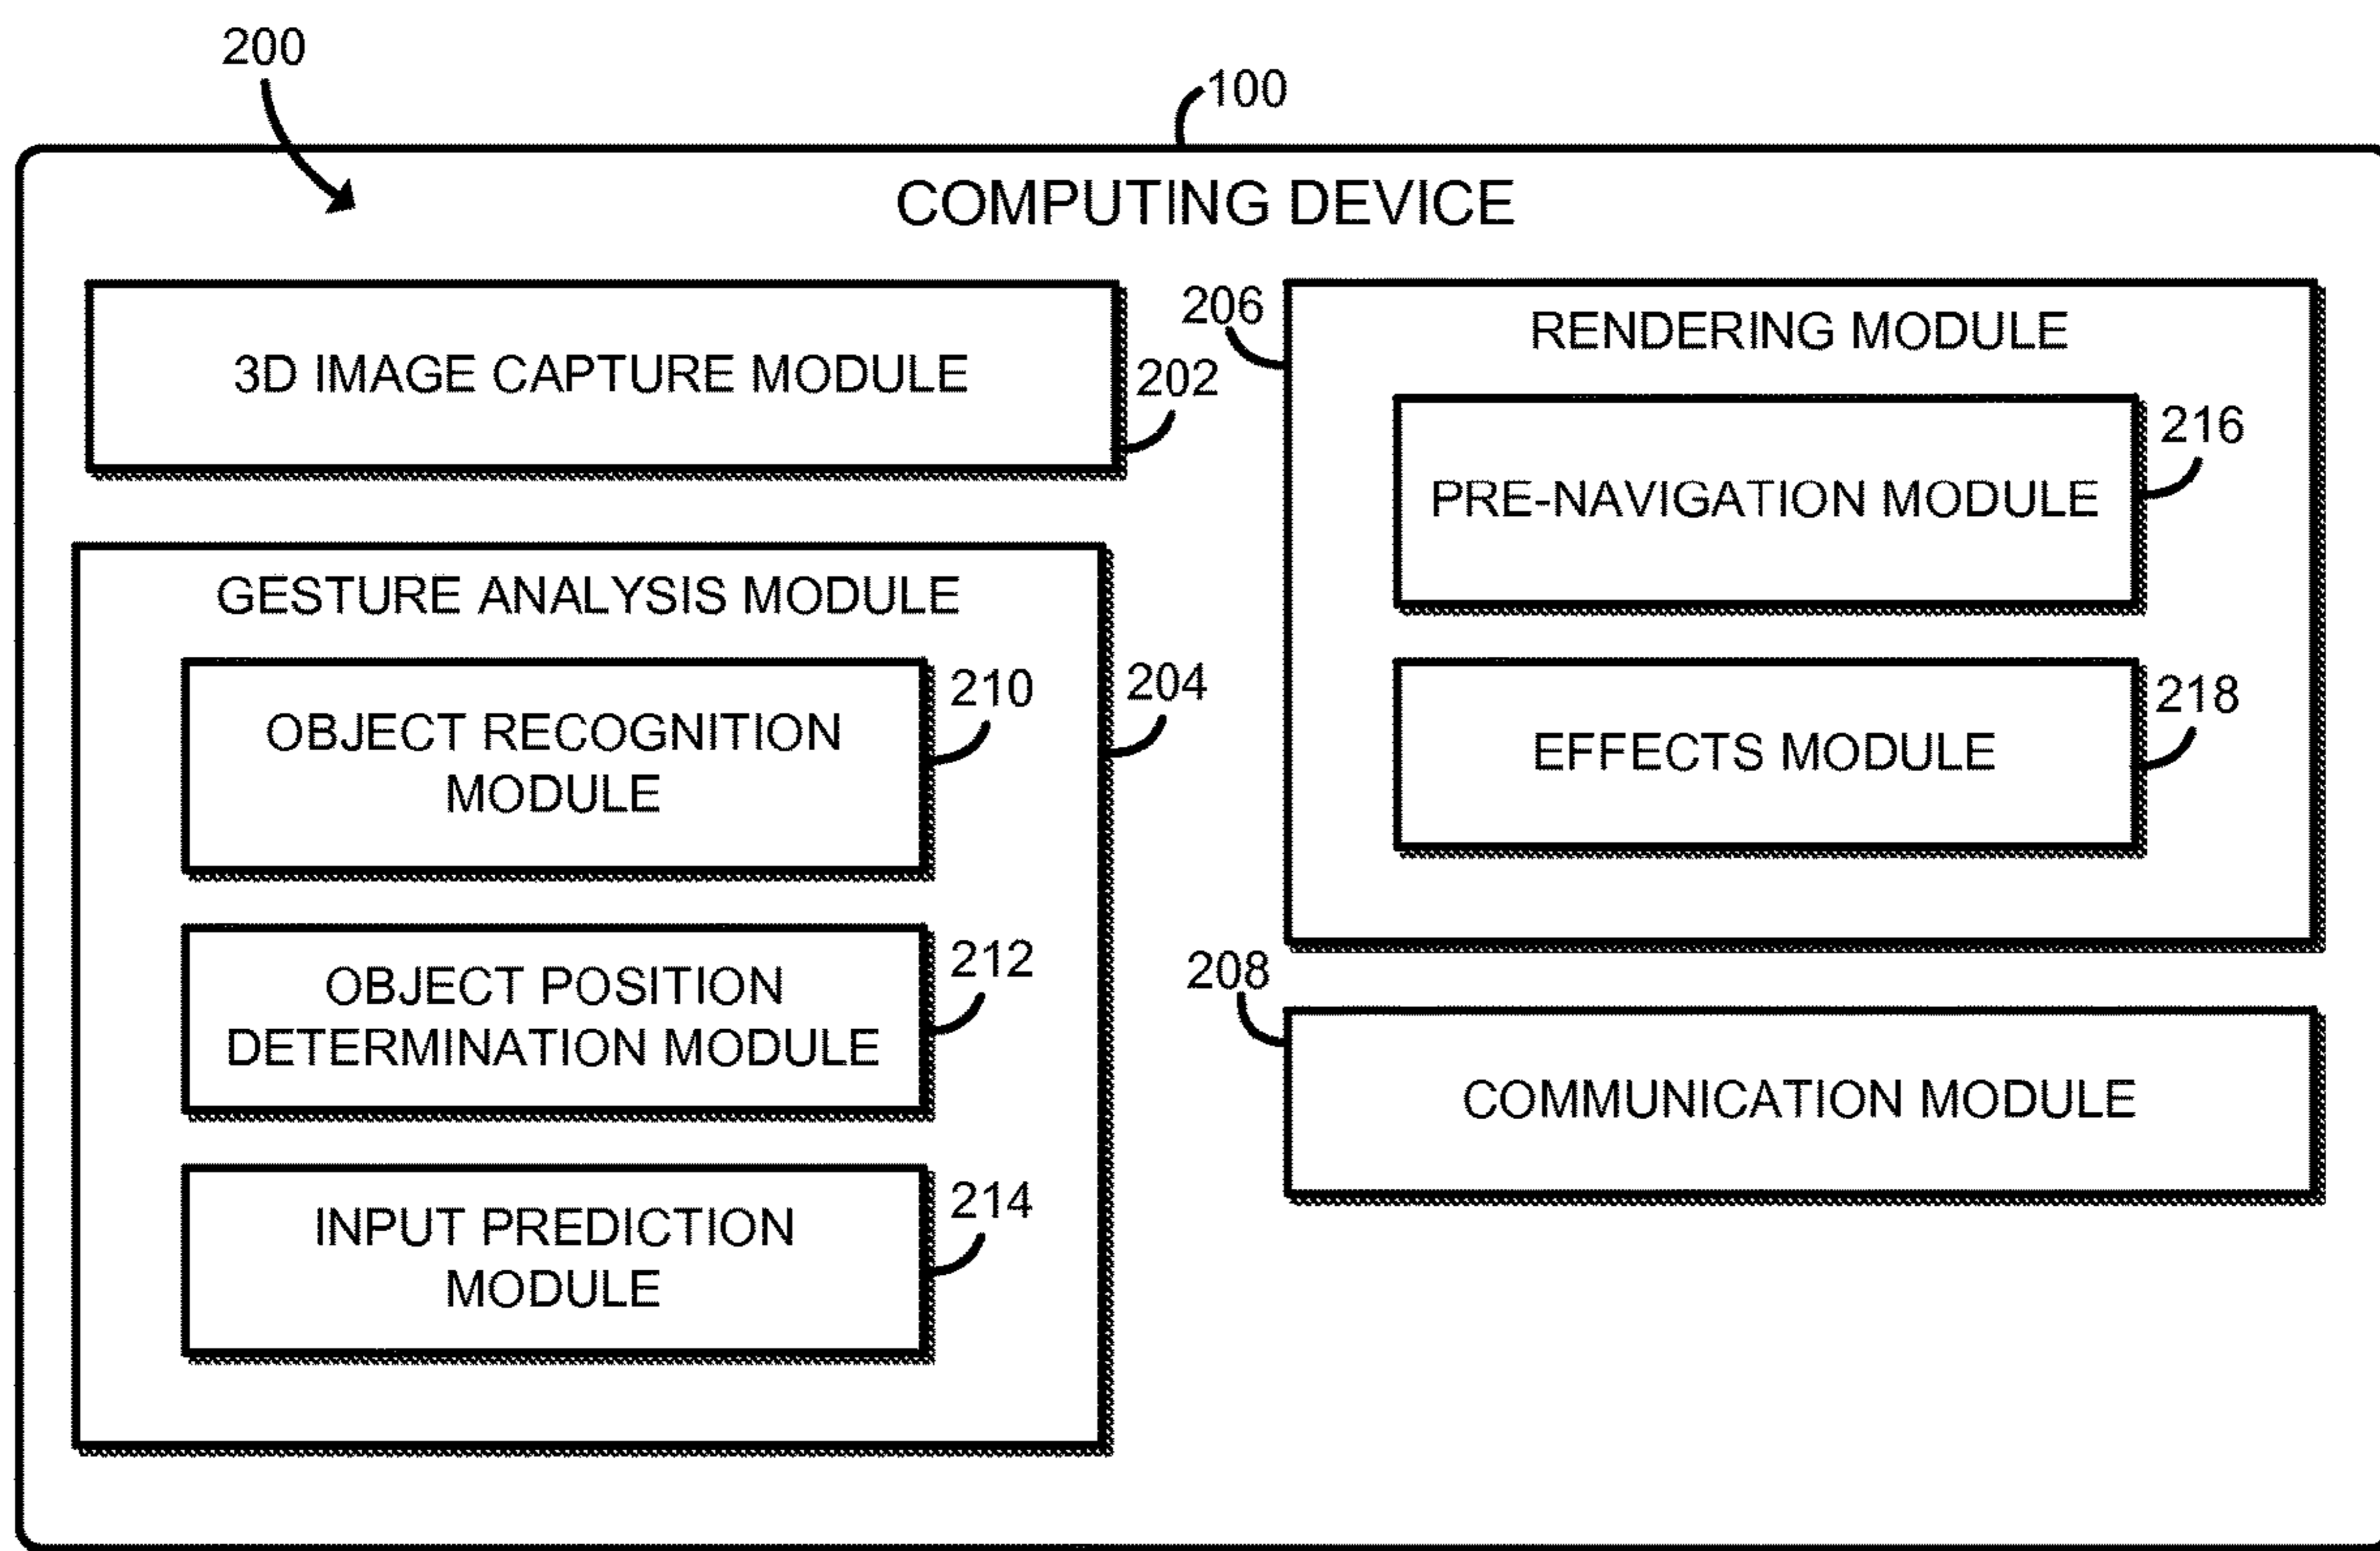 200
100
COMPUTING DEVICE
3D IMAGE CAPTURE MODULE
202
GESTURE ANALYSIS MODULE
204
OBJECT RECOGNITION
MODULE
210
OBJECT POSITION
DETERMINATION MODULE
212
INPUT PREDICTION
MODULE
214
206
RENDERING MODULE
PRE-NAVIGATION MODULE
216
EFFECTS MODULE
218
208
COMMUNICATION MODULE